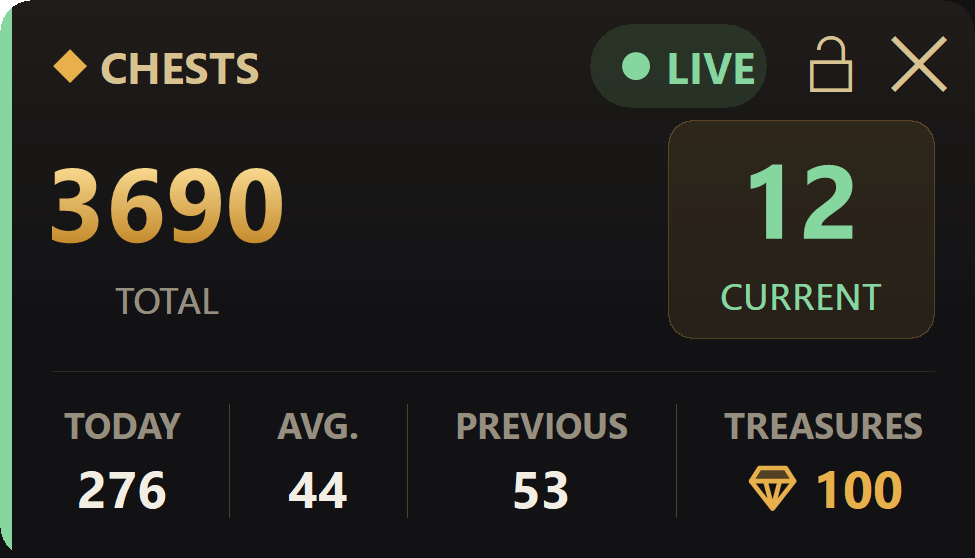 CHESTS LIVE
3690 12
TOTAL CURRENT
TODAY AVG. PREVIOUS TREASURES
276 44 53 100